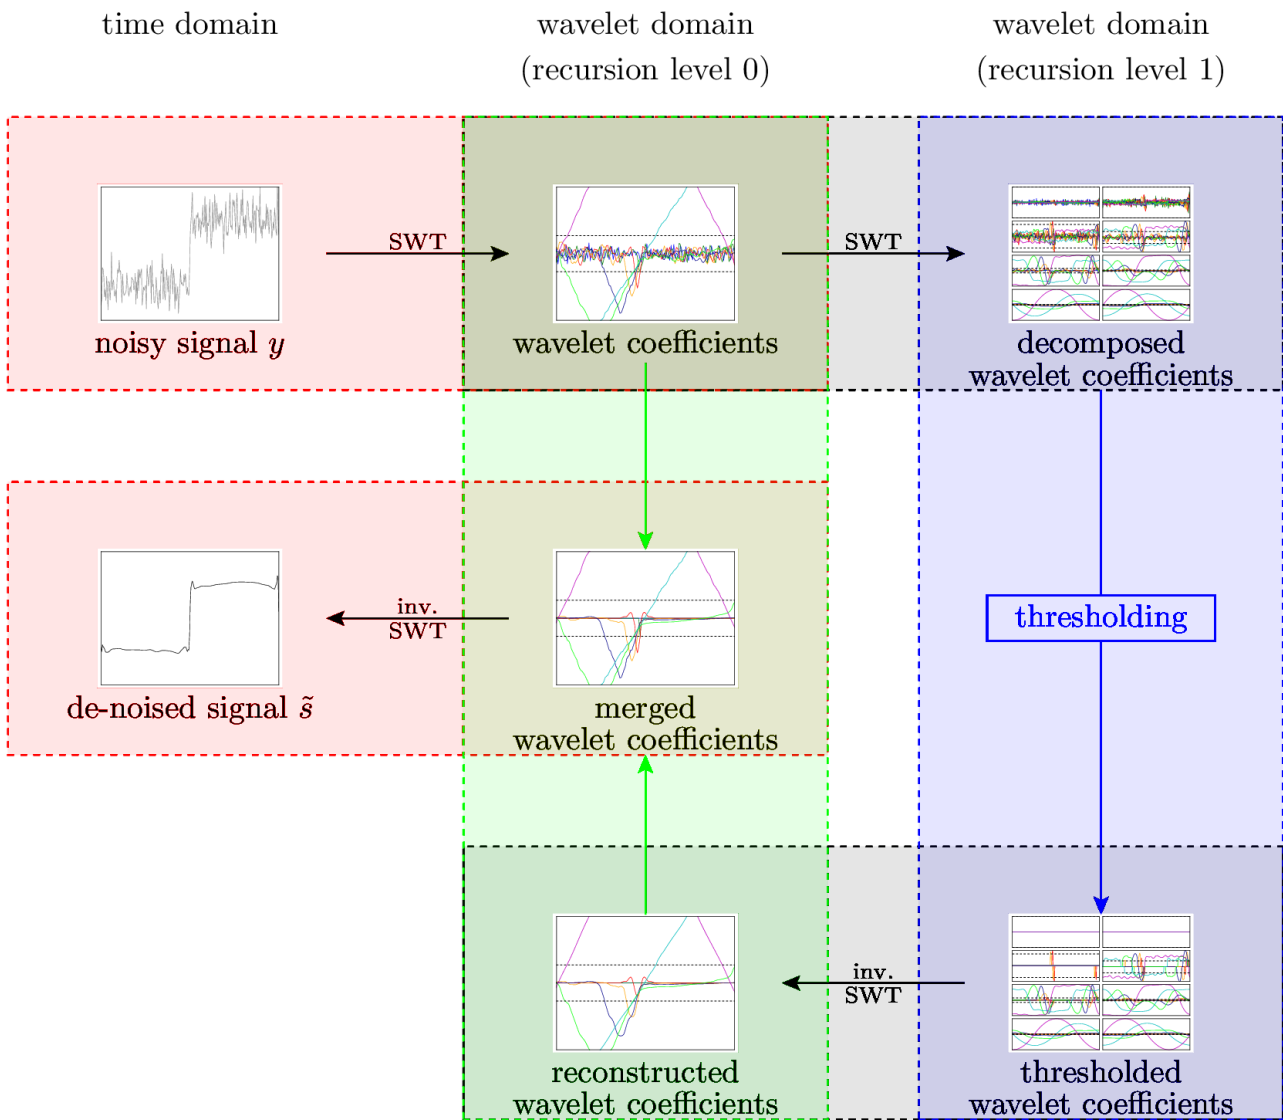 time domain
wavelet domain
(recursion level 0)
wavelet domain
(recursion level 1)
SWT
SWT
noisy signal y
wavelet coefficients
decomposed
wavelet coefficients
inv.
SWT
thresholding
de-noised signal s̃
merged
wavelet coefficients
inv.
SWT
reconstructed
wavelet coefficients
thresholded
wavelet coefficients